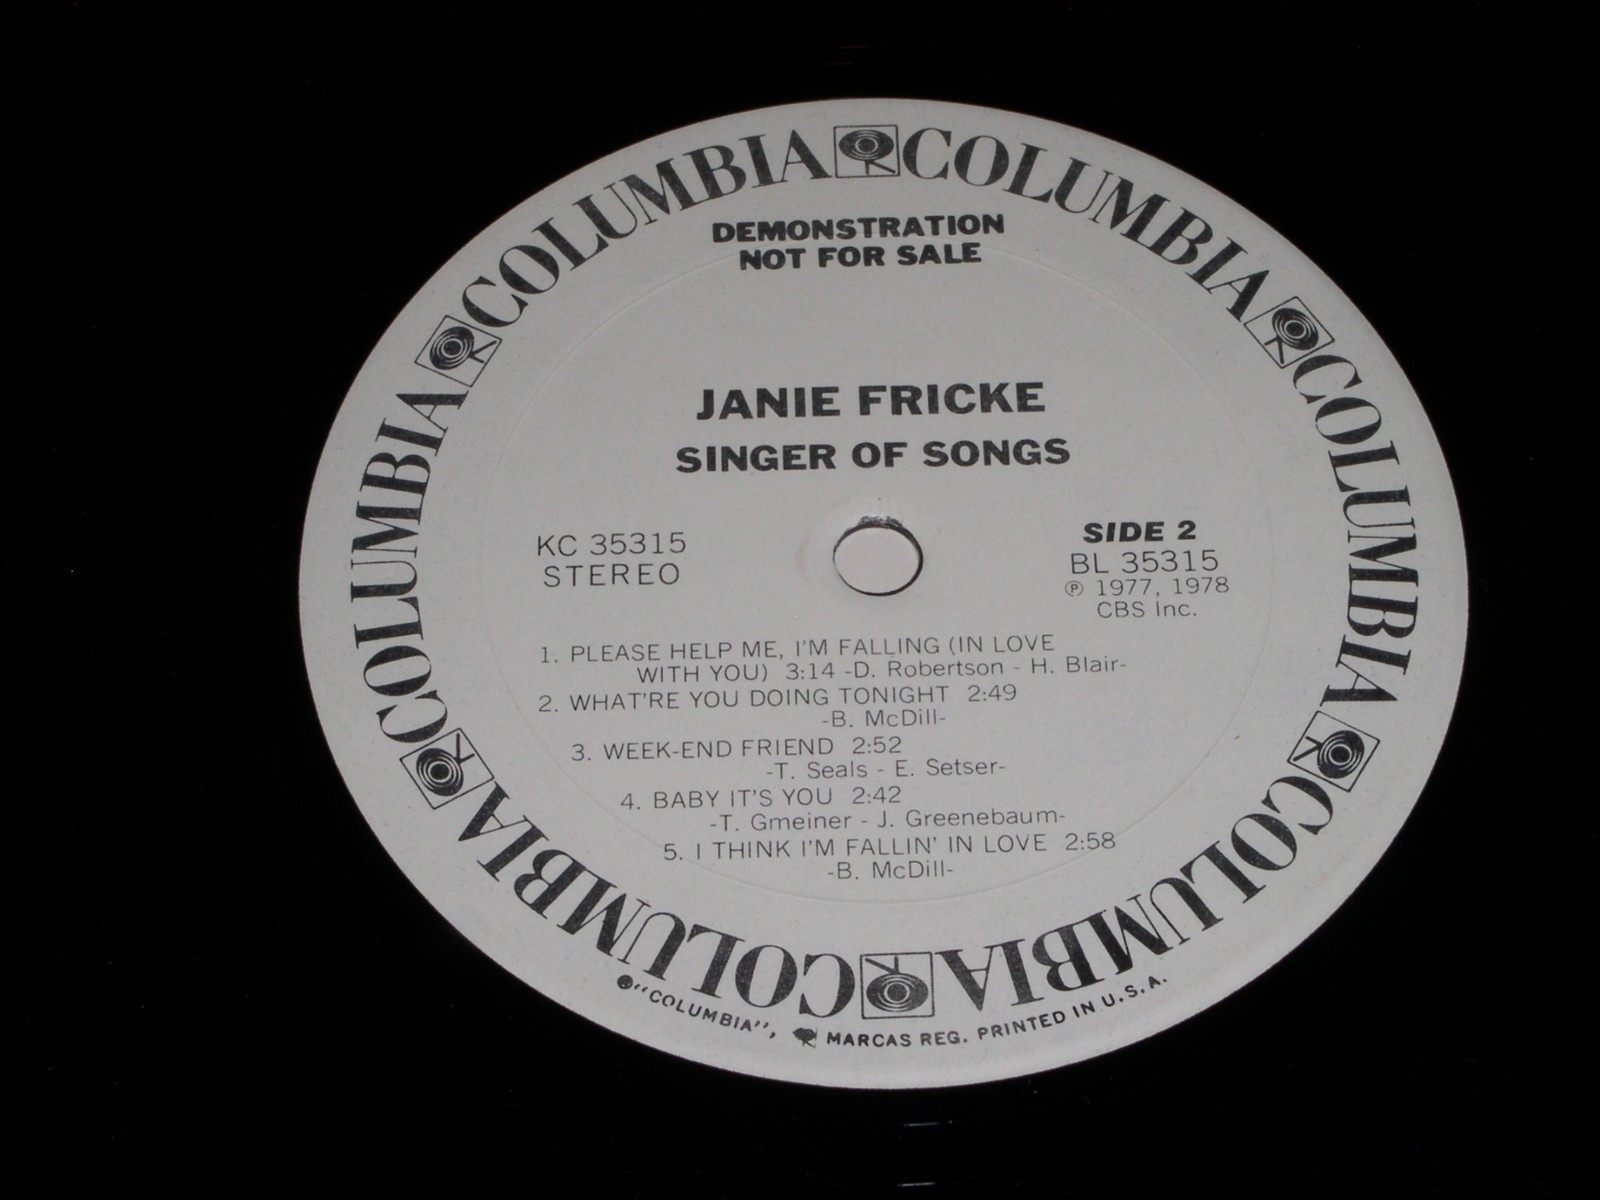 COLUMBIA COLUMBIA COLUMBIA COLUMBIA COLUMBIA COLUMBIA
DEMONSTRATION
NOT FOR SALE
JANIE FRICKE
SINGER OF SONGS
KC 35315
STEREO
SIDE 2
BL 35315
℗ 1977, 1978
CBS Inc.
1. PLEASE HELP ME, I'M FALLING (IN LOVE
WITH YOU) 3:14 -D. Robertson - H. Blair-
2. WHAT'RE YOU DOING TONIGHT 2:49
-B. McDill-
3. WEEK-END FRIEND 2:52
-T. Seals - E. Setser-
4. BABY IT'S YOU 2:42
-T. Gmeiner - J. Greenebaum-
5. I THINK I'M FALLIN' IN LOVE 2:58
-B. McDill-
"COLUMBIA", MARCAS REG. PRINTED IN U.S.A.